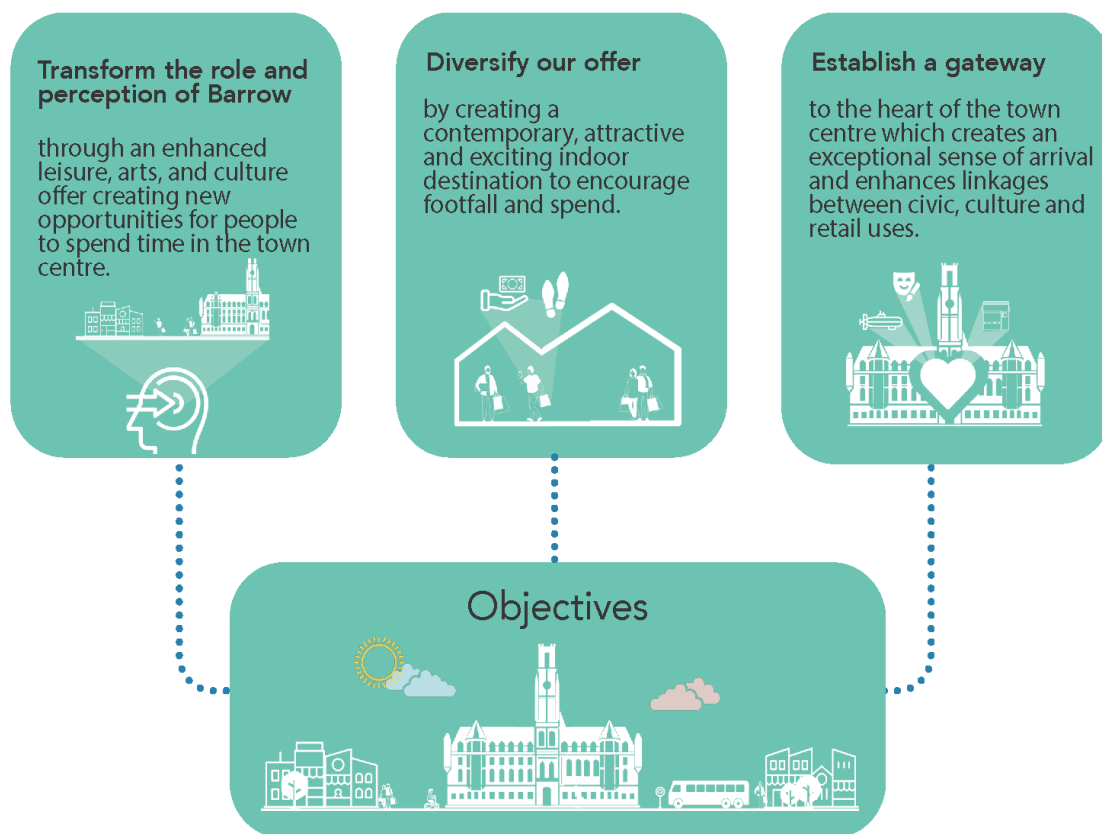 Transform the role and
perception of Barrow
through an enhanced
leisure, arts, and culture
offer creating new
opportunities for people
to spend time in the town
centre.
Diversify our offer
by creating a
contemporary, attractive
and exciting indoor
destination to encourage
footfall and spend.
Establish a gateway
to the heart of the town
centre which creates an
exceptional sense of arrival
and enhances linkages
between civic, culture and
retail uses.
Objectives